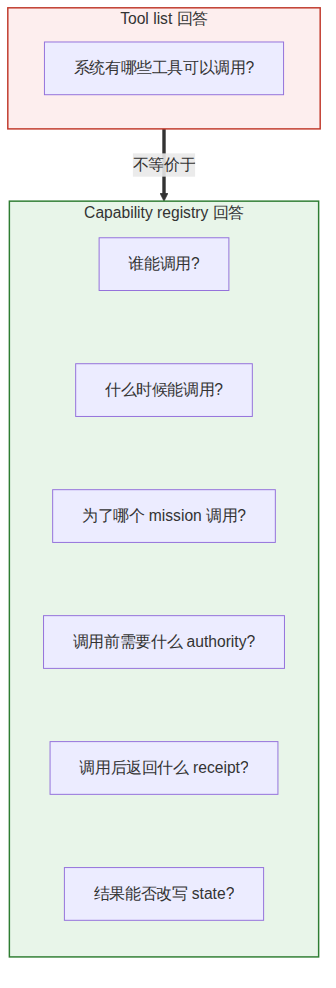 Tool list 回答
系统有哪些工具可以调用?
不等价于
Capability registry 回答
谁能调用?
什么时候能调用?
为了哪个 mission 调用?
调用前需要什么 authority?
调用后返回什么 receipt?
结果能否改写 state?